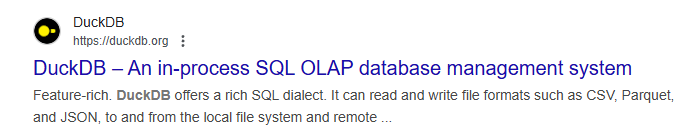 DuckDB
https://duckdb.org
DuckDB – An in-process SQL OLAP database management system
Feature-rich. DuckDB offers a rich SQL dialect. It can read and write file formats such as CSV, Parquet,
and JSON, to and from the local file system and remote ...